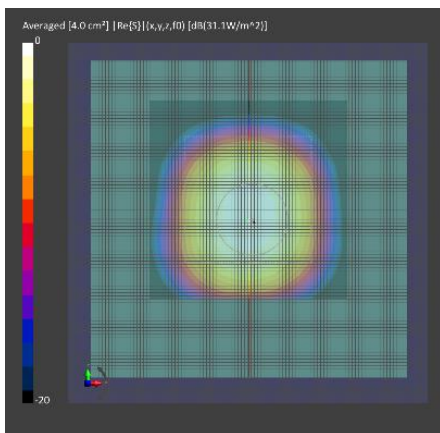 Averaged [4.0 cm²] |Re{S}|(x,y,z,f0) [dB(31.1W/m^2)]
0
-20